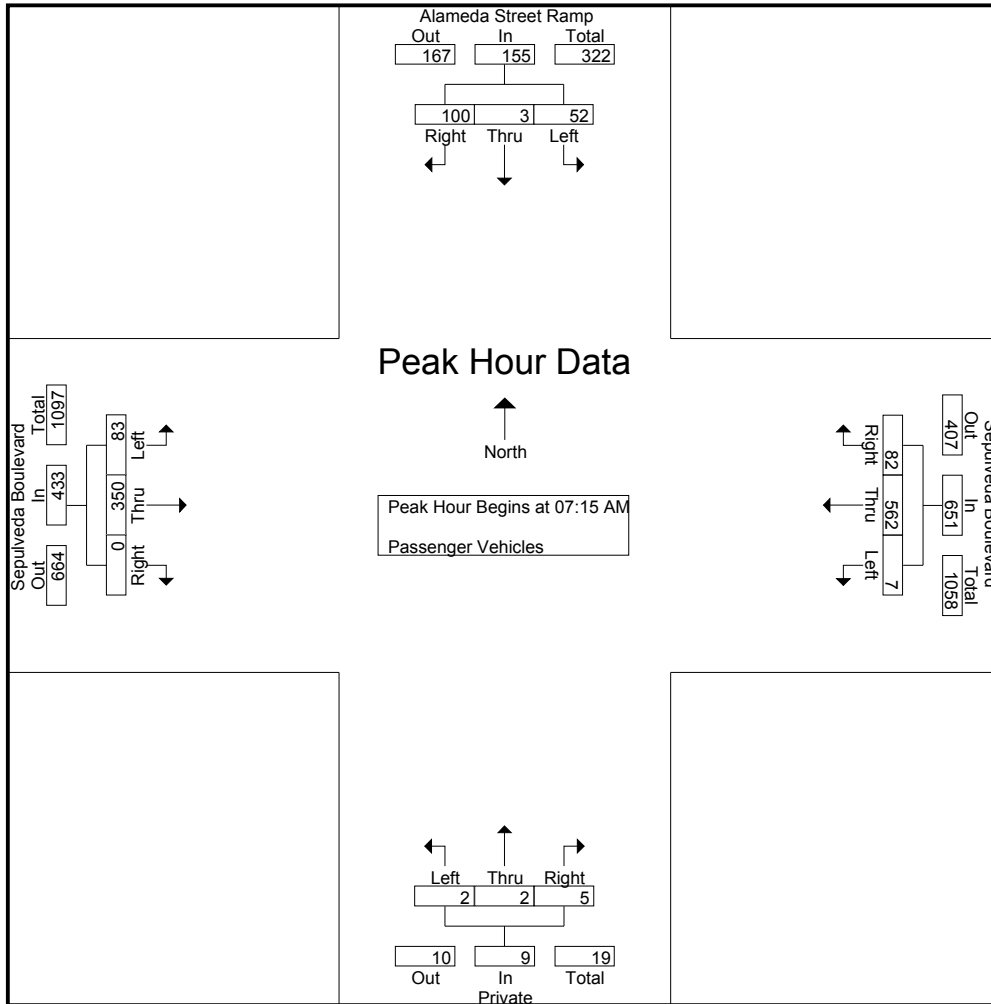 Alameda Street Ramp
Out In Total
167 155 322
100 3 52
Right Thru Left
Peak Hour Data
North
Peak Hour Begins at 07:15 AM
Passenger Vehicles
Sepulveda Boulevard
Total In Out
1097 433 664
83 350 0
Left Thru Right
Sepulveda Boulevard
Out In Total
407 651 1058
82 562 7
Right Thru Left
Left Thru Right
2 2 5
10 9 19
Out In Total
Private